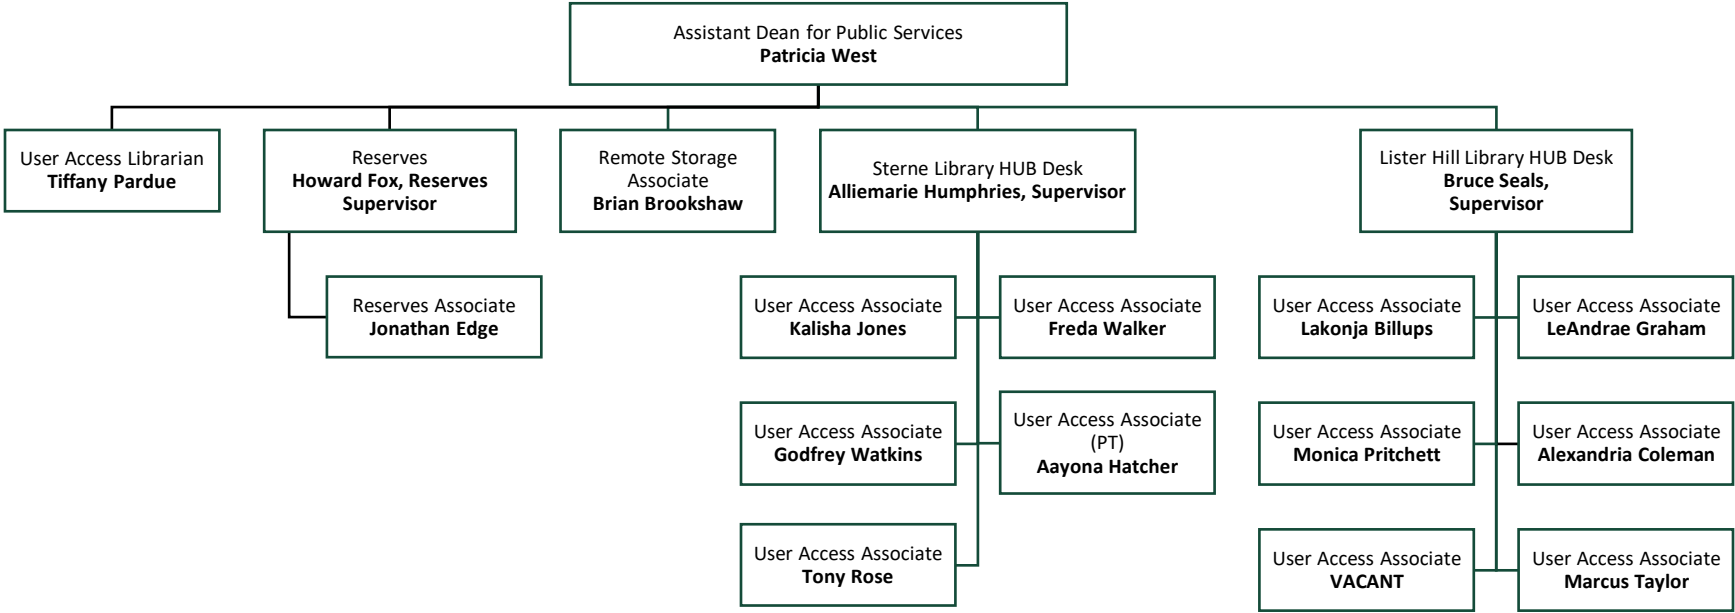 Assistant Dean for Public Services
Patricia West
User Access Librarian
Tiffany Pardue
Reserves
Howard Fox, Reserves
Supervisor
Remote Storage
Associate
Brian Brookshaw
Sterne Library HUB Desk
Alliemarie Humphries, Supervisor
Lister Hill Library HUB Desk
Bruce Seals,
Supervisor
Reserves Associate
Jonathan Edge
User Access Associate
Kalisha Jones
User Access Associate
Freda Walker
User Access Associate
Lakonja Billups
User Access Associate
LeAndrae Graham
User Access Associate
Godfrey Watkins
User Access Associate
(PT)
Aayona Hatcher
User Access Associate
Monica Pritchett
User Access Associate
Alexandria Coleman
User Access Associate
Tony Rose
User Access Associate
VACANT
User Access Associate
Marcus Taylor